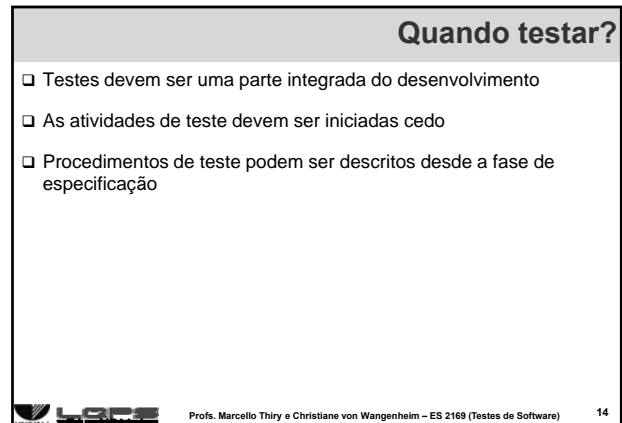 Quando testar?
❑ Testes devem ser uma parte integrada do desenvolvimento
❑ As atividades de teste devem ser iniciadas cedo
❑ Procedimentos de teste podem ser descritos desde a fase de
especificação
LQPS
Profs. Marcello Thiry e Christiane von Wangenheim – ES 2169 (Testes de Software) 14